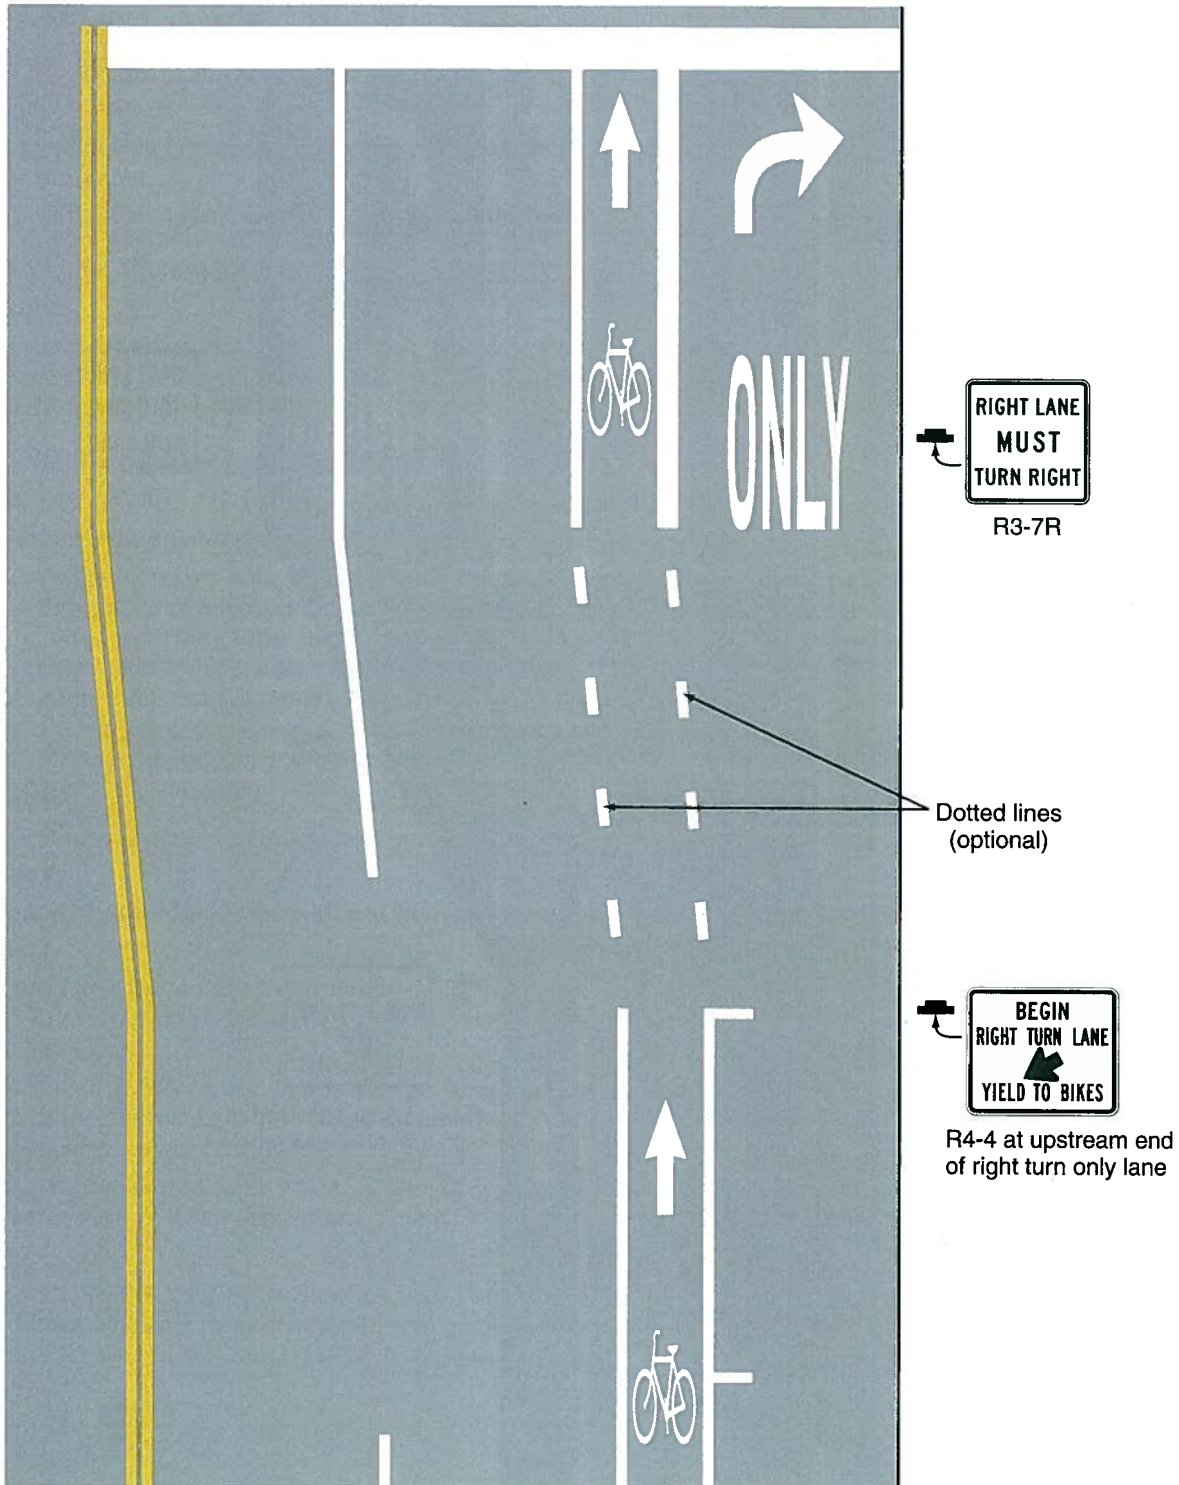 ONLY
RIGHT LANE
MUST
TURN RIGHT
R3-7R
Dotted lines
(optional)
BEGIN
RIGHT TURN LANE
YIELD TO BIKES
R4-4 at upstream end
of right turn only lane